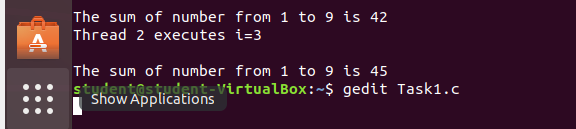 The sum of number from 1 to 9 is 42
Thread 2 executes i=3
The sum of number from 1 to 9 is 45
student@student-VirtualBox:~$ gedit Task1.c
Show Applications